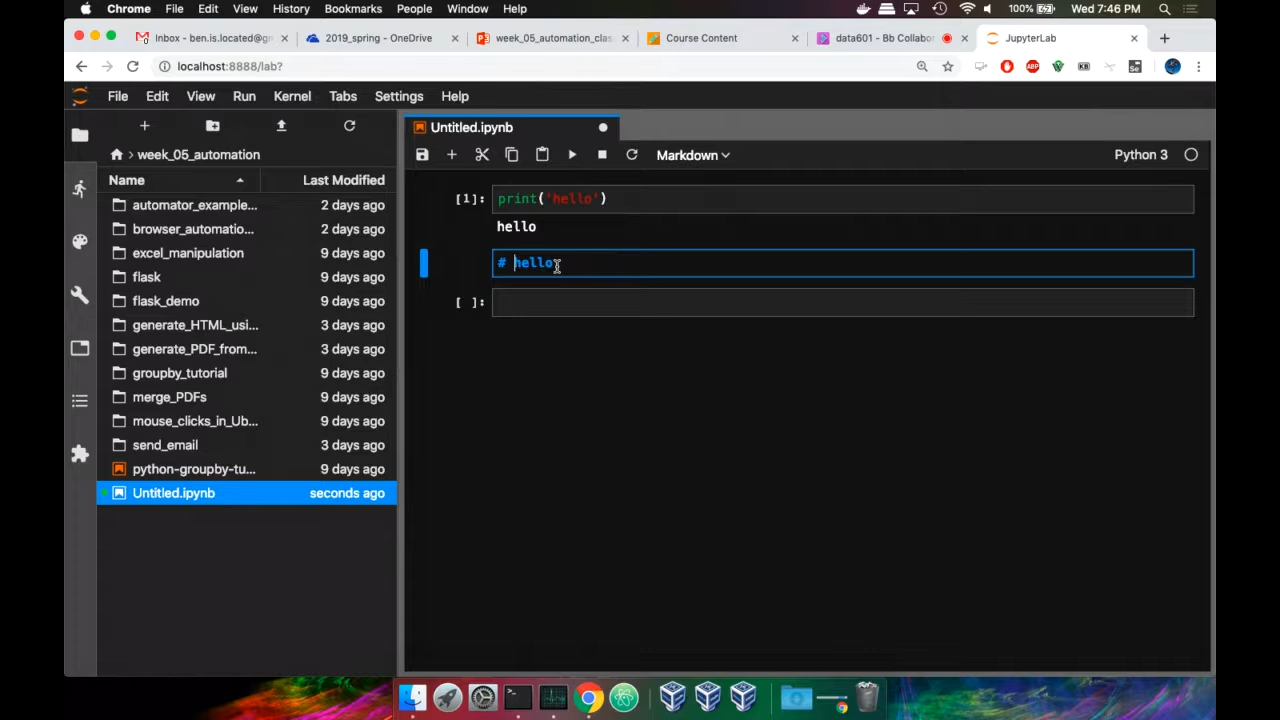 Chrome File Edit View History Bookmarks People Window Help 100% Wed 7:46 PM
Inbox - ben.is.located@g 2019_spring - OneDrive week_05_automation_clas Course Content data601 - Bb Collabor JupyterLab
localhost:8888/lab?
File Edit View Run Kernel Tabs Settings Help
Untitled.ipynb
week_05_automation
Markdown Python 3
Name Last Modified
automator_example... 2 days ago
browser_automatio... 2 days ago
excel_manipulation 9 days ago
flask 9 days ago
flask_demo 3 days ago
generate_HTML_usi... 3 days ago
generate_PDF_from... 3 days ago
groupby_tutorial 9 days ago
merge_PDFs 9 days ago
mouse_clicks_in_Ub... 9 days ago
send_email 3 days ago
python-groupby-tu... 9 days ago
Untitled.ipynb seconds ago
[1]: print('hello')
hello
# hello
[ ]: